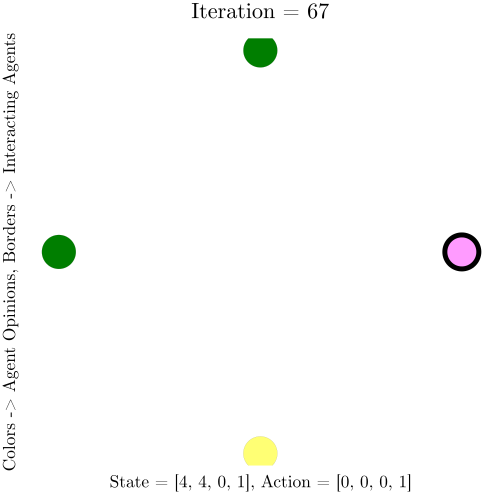 Iteration = 67
Colors -> Agent Opinions, Borders -> Interacting Agents
State = [4, 4, 0, 1], Action = [0, 0, 0, 1]